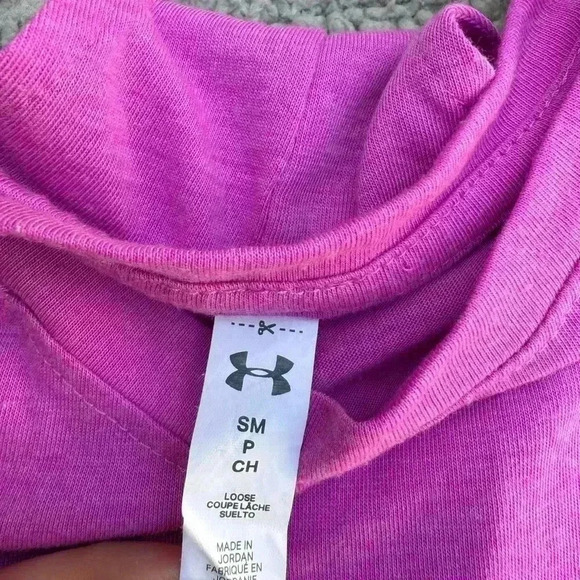 SM
P
CH
LOOSE
COUPE LÂCHE
SUELTO
MADE IN
JORDAN
FABRIQUÉ EN